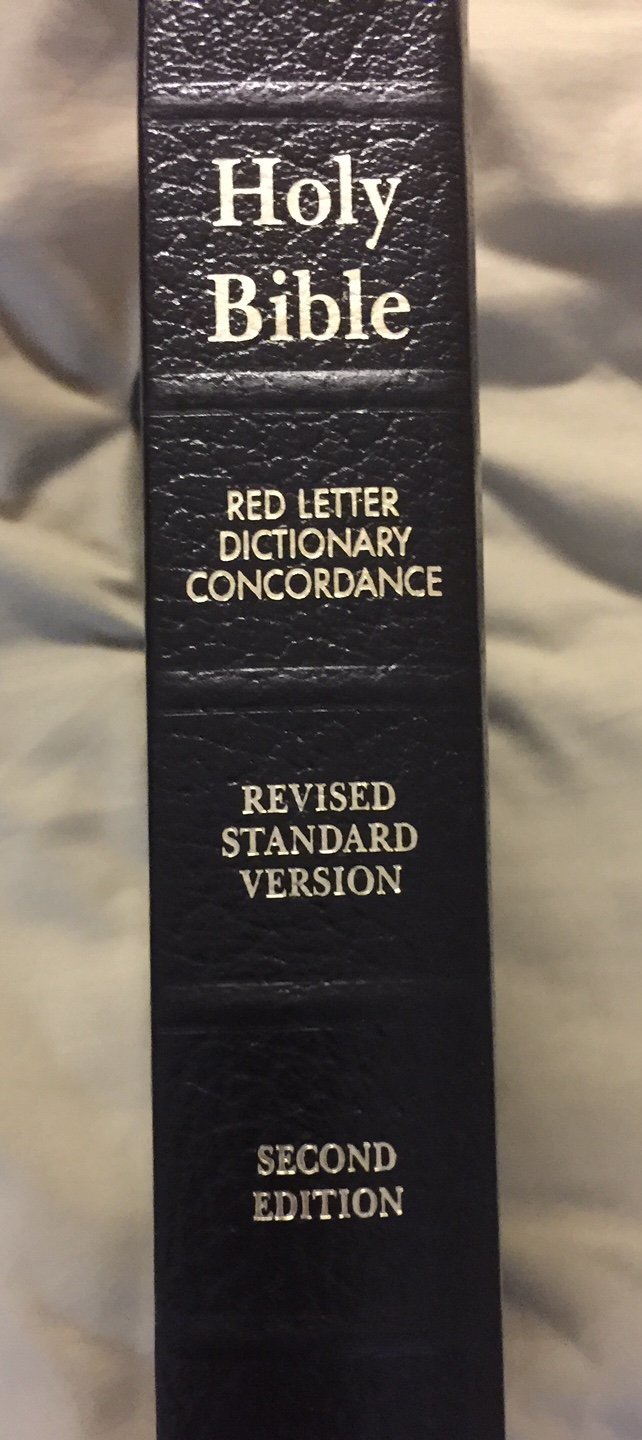 Holy
Bible
RED LETTER
DICTIONARY
CONCORDANCE
REVISED
STANDARD
VERSION
SECOND
EDITION